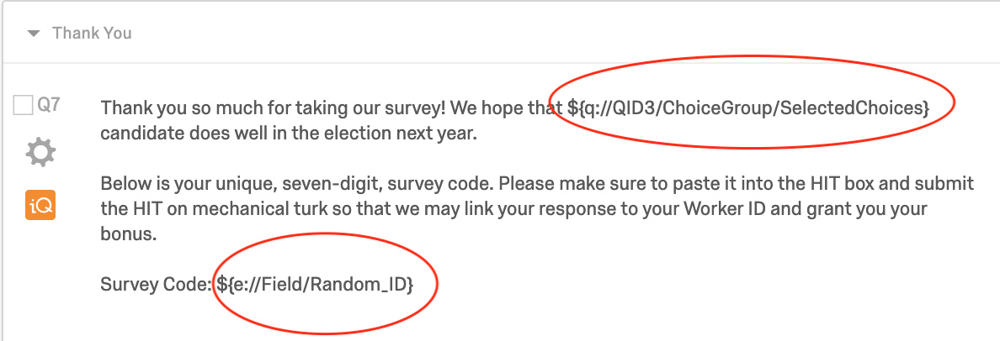 Thank You
Q7
Thank you so much for taking our survey! We hope that ${q://QID3/ChoiceGroup/SelectedChoices}
candidate does well in the election next year.
iQ
Below is your unique, seven-digit, survey code. Please make sure to paste it into the HIT box and submit
the HIT on mechanical turk so that we may link your response to your Worker ID and grant you your
bonus.
Survey Code: ${e://Field/Random_ID}